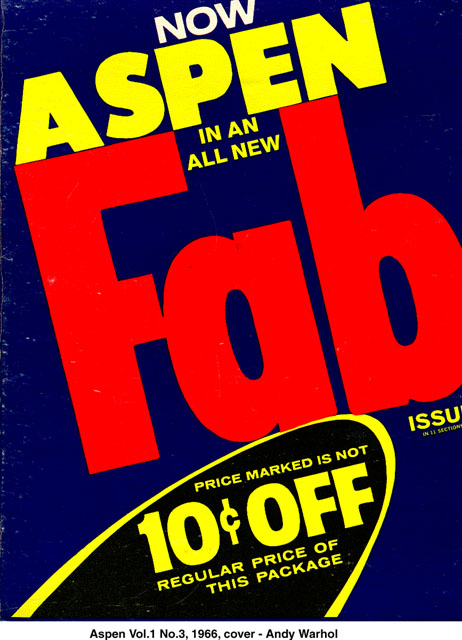 NOW
ASPEN
IN AN
ALL NEW
Fab
ISSU
IN 11 SECTION
PRICE MARKED IS NOT
10¢ OFF
REGULAR PRICE OF
THIS PACKAGE
Aspen Vol.1 No.3, 1966, cover - Andy Warhol